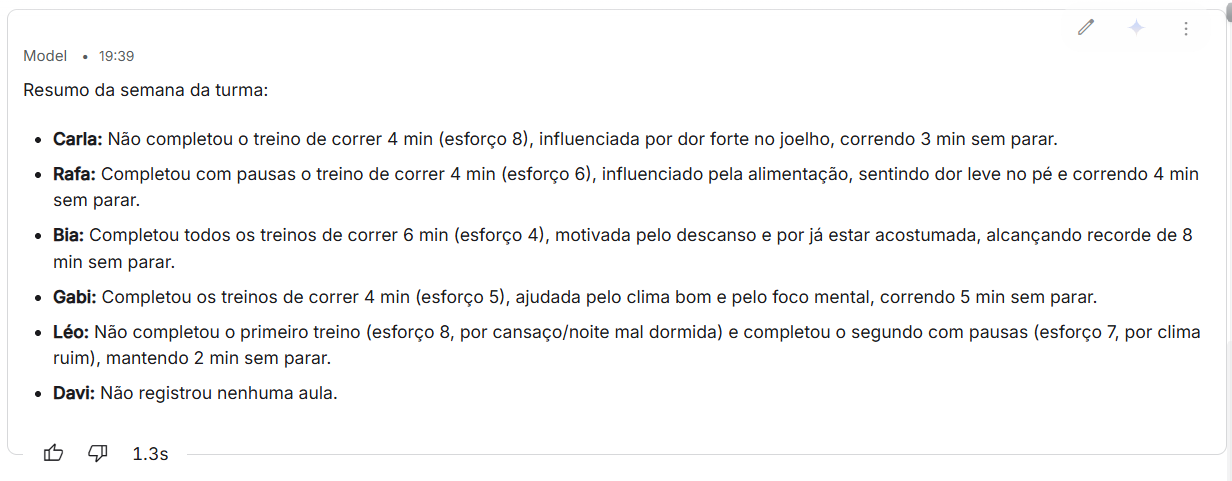 Model • 19:39
Resumo da semana da turma:
• Carla: Não completou o treino de correr 4 min (esforço 8), influenciada por dor forte no joelho, correndo 3 min sem parar.
• Rafa: Completou com pausas o treino de correr 4 min (esforço 6), influenciado pela alimentação, sentindo dor leve no pé e correndo 4 min
sem parar.
• Bia: Completou todos os treinos de correr 6 min (esforço 4), motivada pelo descanso e por já estar acostumada, alcançando recorde de 8
min sem parar.
• Gabi: Completou os treinos de correr 4 min (esforço 5), ajudada pelo clima bom e pelo foco mental, correndo 5 min sem parar.
• Léo: Não completou o primeiro treino (esforço 8, por cansaço/noite mal dormida) e completou o segundo com pausas (esforço 7, por clima
ruim), mantendo 2 min sem parar.
• Davi: Não registrou nenhuma aula.
1.3s